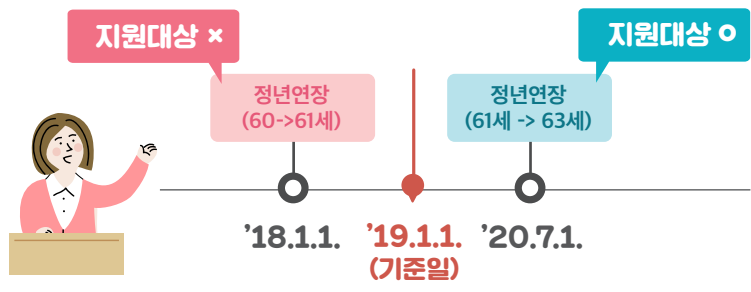 지원대상 ×
지원대상 O
정년연장
(60->61세)
정년연장
(61세 -> 63세)
’18.1.1.
’19.1.1.
(기준일)
’20.7.1.